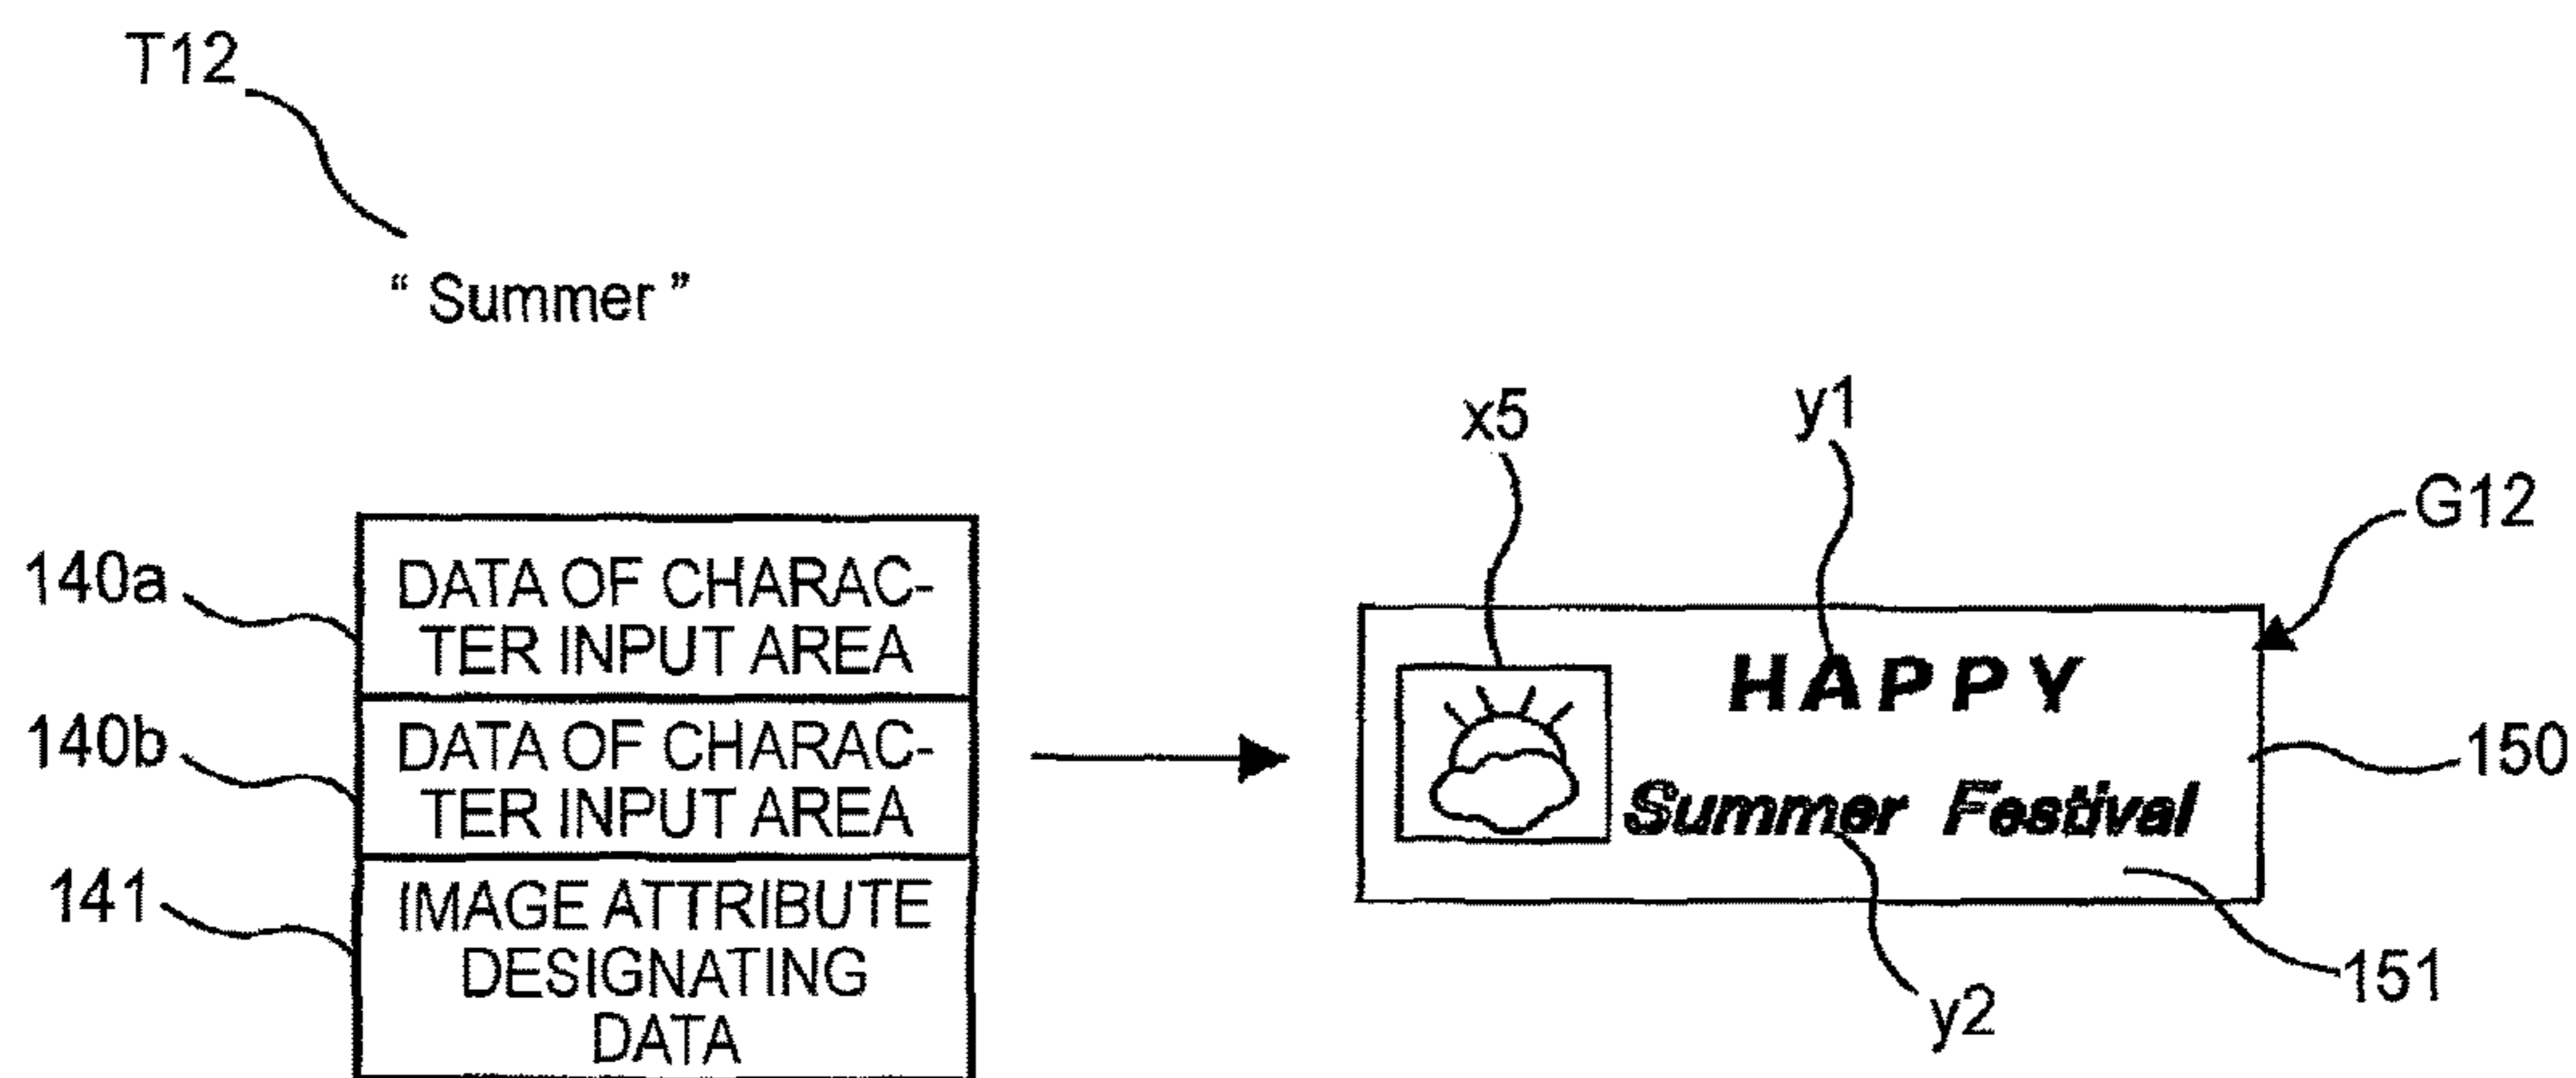 T12
“ Summer ”
x5
y1
G12
140a
DATA OF CHARAC-
TER INPUT AREA
140b
DATA OF CHARAC-
TER INPUT AREA
141
IMAGE ATTRIBUTE
DESIGNATING
DATA
HAPPY
Summer Festival
150
151
y2